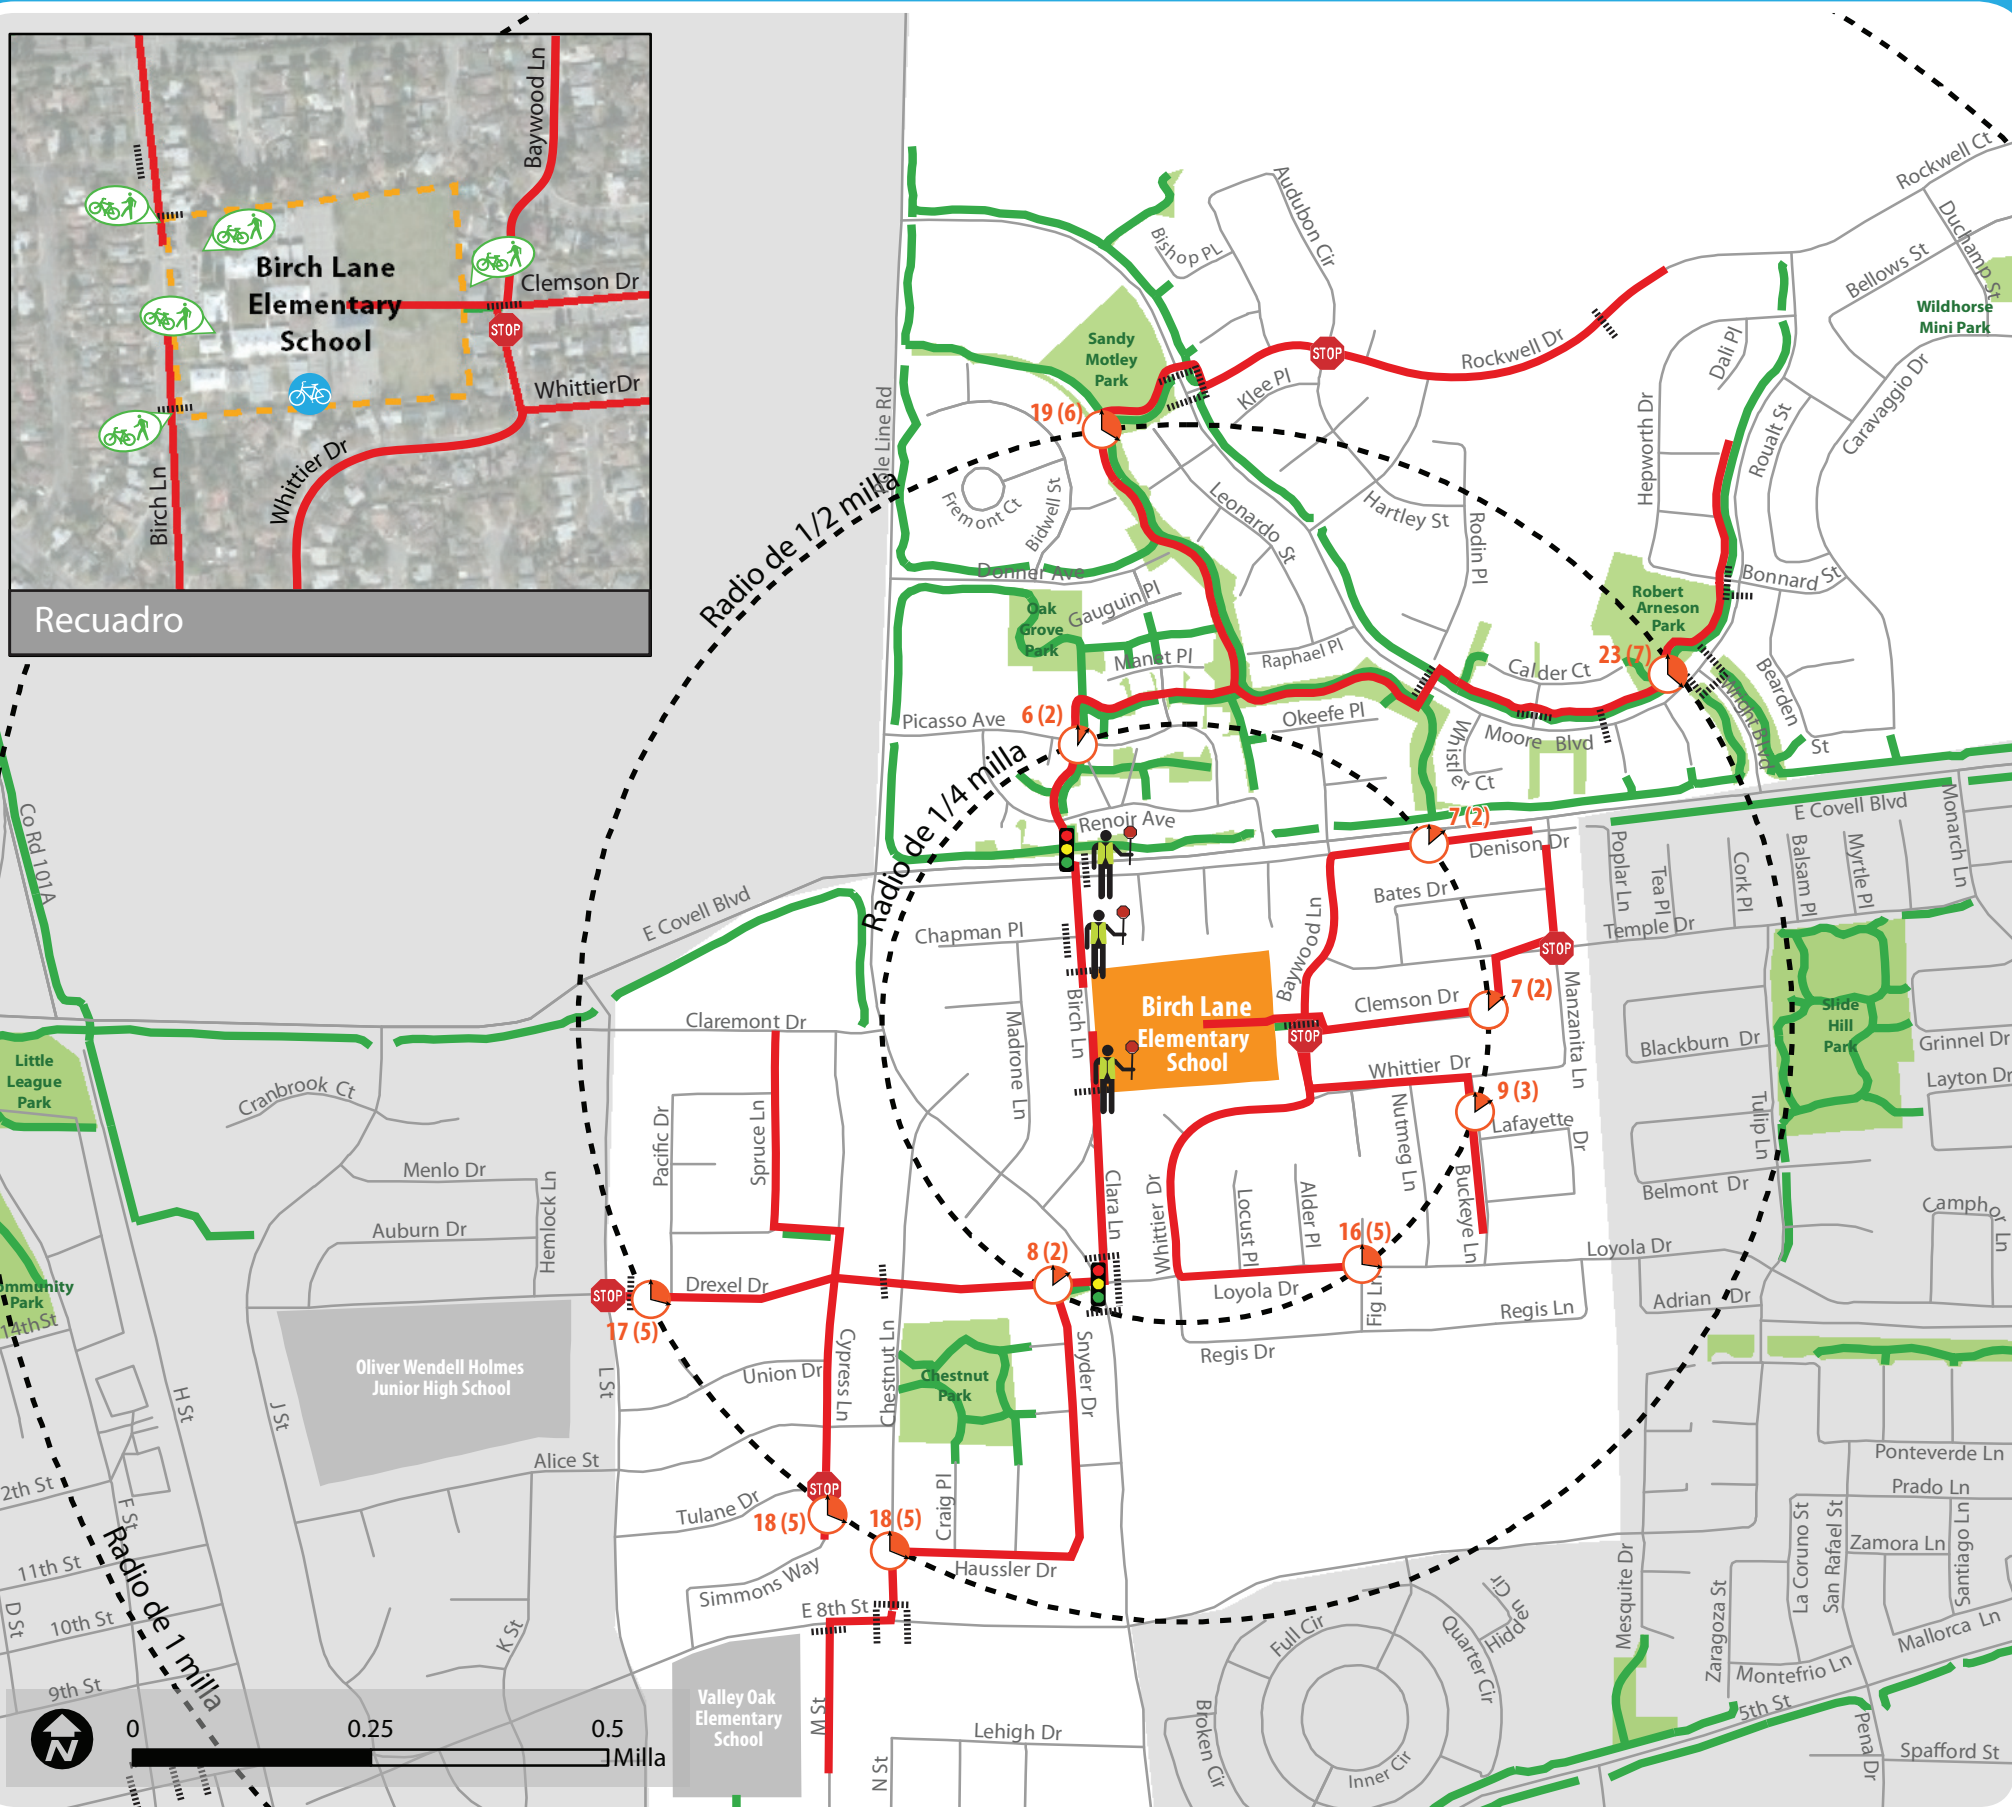 Baywood Ln
Birch Lane
Elementary
School
Clemson Dr
STOP
Whittier Dr
Whittier Dr
Birch Ln
Recuadro
Radio de 1/2 milla
Radio de 1/4 milla
Radio de 1 milla
Audubon Cir
Bishop PL
Rockwell Ct
Duchamp St
Bellows St
Wildhorse
Mini Park
Sandy
Motley
Park
STOP
Rockwell Dr
Dali Pl
Klee Pl
19 (6)
Hepworth Dr
Roualt St
Caravaggio Dr
Fremont Ct
Bidwell St
Leonardo St
Hartley St
Rodin Pl
Donner Ave
Gauguin Pl
Oak
Grove
Park
Bonnard St
Robert
Arneson
Park
Manet Pl
Raphael Pl
Calder Ct
23 (7)
Bearden
St
Wright Blvd
Picasso Ave
6 (2)
Okeefe Pl
Whistler Ct
Moore Blvd
Renoir Ave
7 (2)
Denison Dr
E Covell Blvd
Monarch Ln
Co Rd 101A
E Covell Blvd
Chapman Pl
Bates Dr
Baywood Ln
Poplar Ln
Tea Pl
Cork Pl
Balsam Pl
Myrtle Pl
Temple Dr
STOP
Birch Ln
Birch Lane
Elementary
School
Clemson Dr
7 (2)
Manzanita Ln
STOP
Slide
Hill
Park
Claremont Dr
Madrone Ln
Blackburn Dr
Grinnel Dr
Layton Dr
Little
League
Park
Cranbrook Ct
Whittier Dr
9 (3)
Lafayette
Dr
Tulip Ln
Pacific Dr
Spruce Ln
Nutmeg Ln
Buckeye Ln
Menlo Dr
Hemlock Ln
Clara Ln
Whittier Dr
Locust Pl
Alder Pl
Belmont Dr
Camphor Ln
Auburn Dr
8 (2)
16 (5)
Loyola Dr
Loyola Dr
Fig Ln
mmunity
Park
14th St
STOP
Drexel Dr
17 (5)
Adrian Dr
Regis Ln
Regis Dr
Oliver Wendell Holmes
Junior High School
L St
Union Dr
Cypress Ln
Chestnut Ln
Chestnut
Park
Snyder Dr
H St
J St
Alice St
2th St
F St
Tulane Dr
STOP
18 (5)
18 (5)
Craig Pl
Haussler Dr
Simmons Way
E 8th St
Ponteverde Ln
Prado Ln
Zamora Ln
La Coruno St
San Rafael St
Santiago Ln
Mesquite Dr
Zaragoza St
Mallorca Ln
Montefrio Ln
5th St
Pena Dr
Spafford St
11th St
10th St
D St
9th St
K St
Full Cir
Quarter Cir
Hidden Cir
Broken Cir
Inner Cir
Valley Oak
Elementary
School
M St
N St
Lehigh Dr
N
0 0.25 0.5
Milla